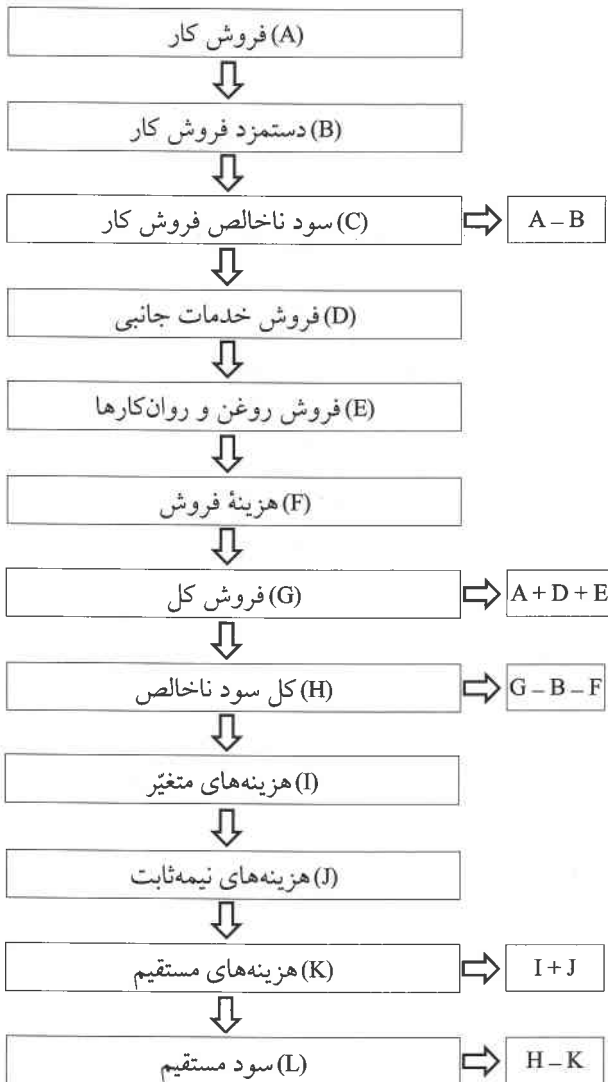 (A) فروش کار
(B) دستمزد فروش کار
(C) سود ناخالص فروش کار
A – B
(D) فروش خدمات جانبی
(E) فروش روغن و روان‌کارها
(F) هزینهٔ فروش
(G) فروش کل
A + D + E
(H) کل سود ناخالص
G – B – F
(I) هزینه‌های متغیّر
(J) هزینه‌های نیمه‌ثابت
(K) هزینه‌های مستقیم
I + J
(L) سود مستقیم
H – K